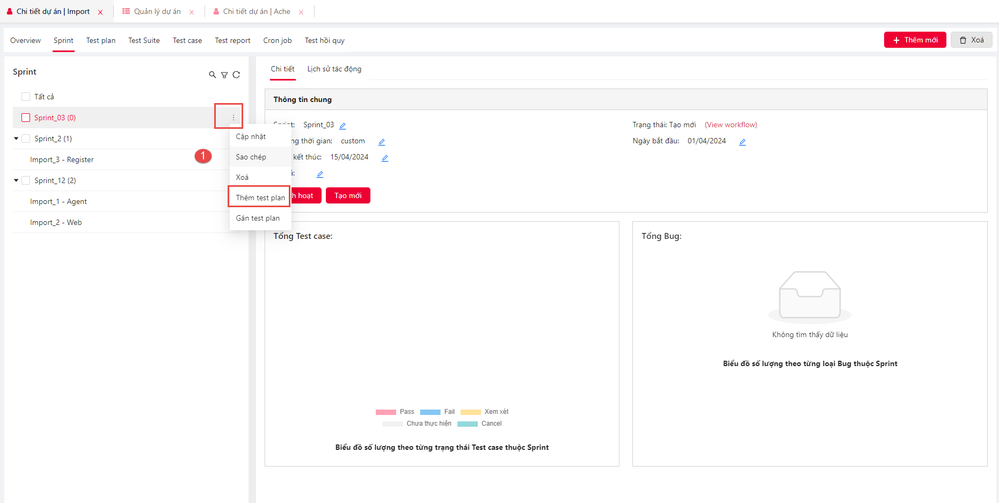 Chi tiết dự án | Import
Quản lý dự án
Chi tiết dự án | Ache
Overview
Sprint
Test plan
Test Suite
Test case
Test report
Cron job
Test hồi quy
Thêm mới
Xoá
Sprint
Tất cả
Sprint_03 (0)
Sprint_2 (1)
Import_3 - Register
Sprint_12 (2)
Import_1 - Agent
Import_2 - Web
1
Cập nhật
Sao chép
Xoá
Thêm test plan
Gán test plan
Chi tiết
Lịch sử tác động
Thông tin chung
Sprint: Sprint_03
Trạng thái: Tạo mới (View workflow)
thời gian: custom
Ngày bắt đầu: 01/04/2024
kết thúc: 15/04/2024
hoạt
Tạo mới
Tổng Test case:
Pass
Fail
Xem xét
Chưa thực hiện
Cancel
Biểu đồ số lượng theo từng trạng thái Test case thuộc Sprint
Tổng Bug:
Không tìm thấy dữ liệu
Biểu đồ số lượng theo từng loại Bug thuộc Sprint